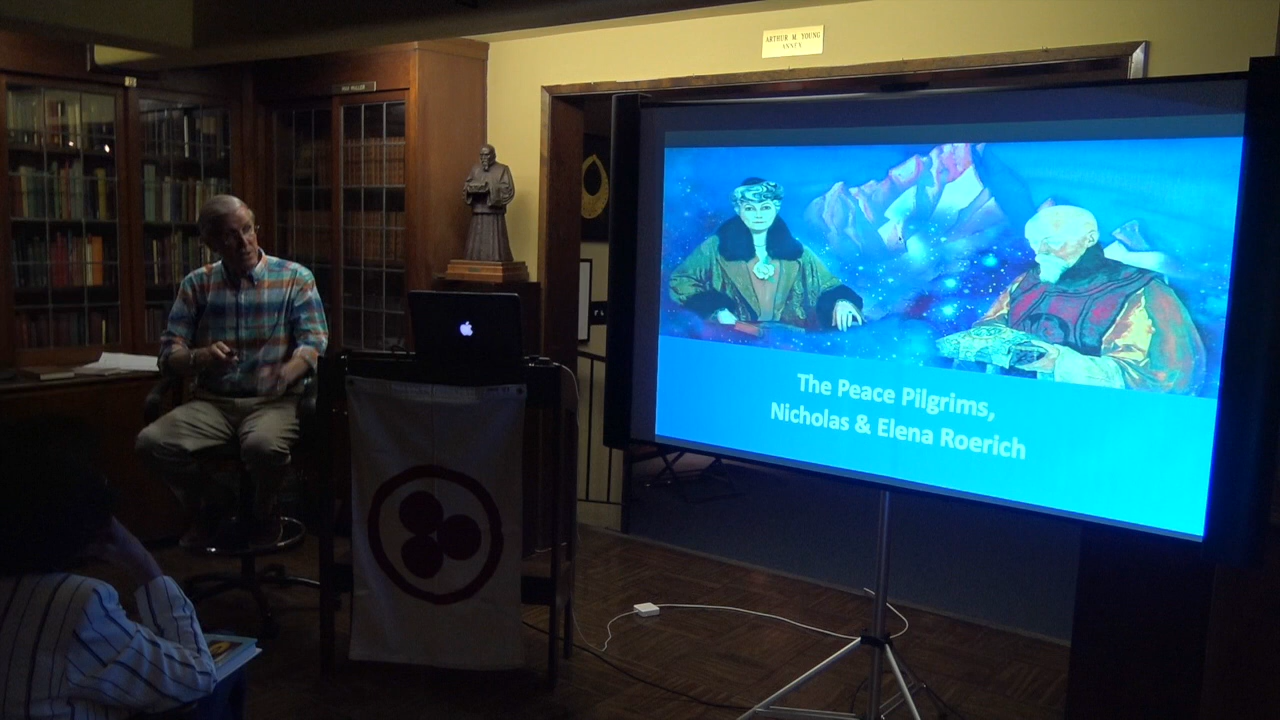 ARTHUR M. YOUNG
ANNEX
The Peace Pilgrims,
Nicholas & Elena Roerich